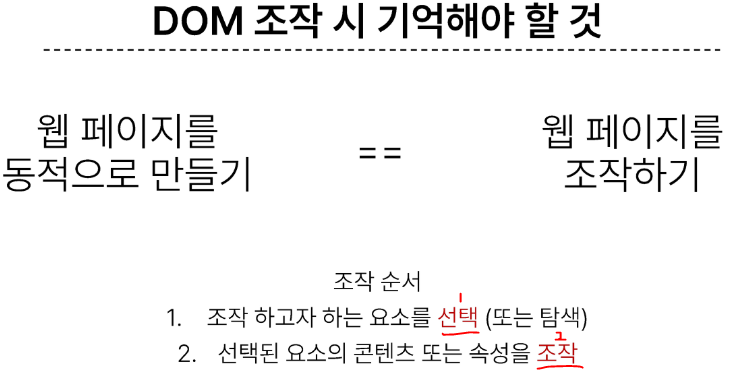 DOM 조작 시 기억해야 할 것
웹 페이지를
동적으로 만들기
==
웹 페이지를
조작하기
조작 순서
1
1. 조작 하고자 하는 요소를 선택 (또는 탐색)
2
2. 선택된 요소의 콘텐츠 또는 속성을 조작